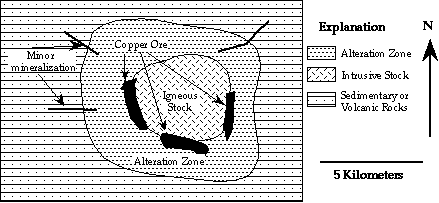 Minor
mineralization
Copper Ore
Igneous
Stock
Alteration Zone
Explanation
Alteration Zone
Intrusive Stock
Sedimentary or
Volcanic Rocks
N
5 Kilometers